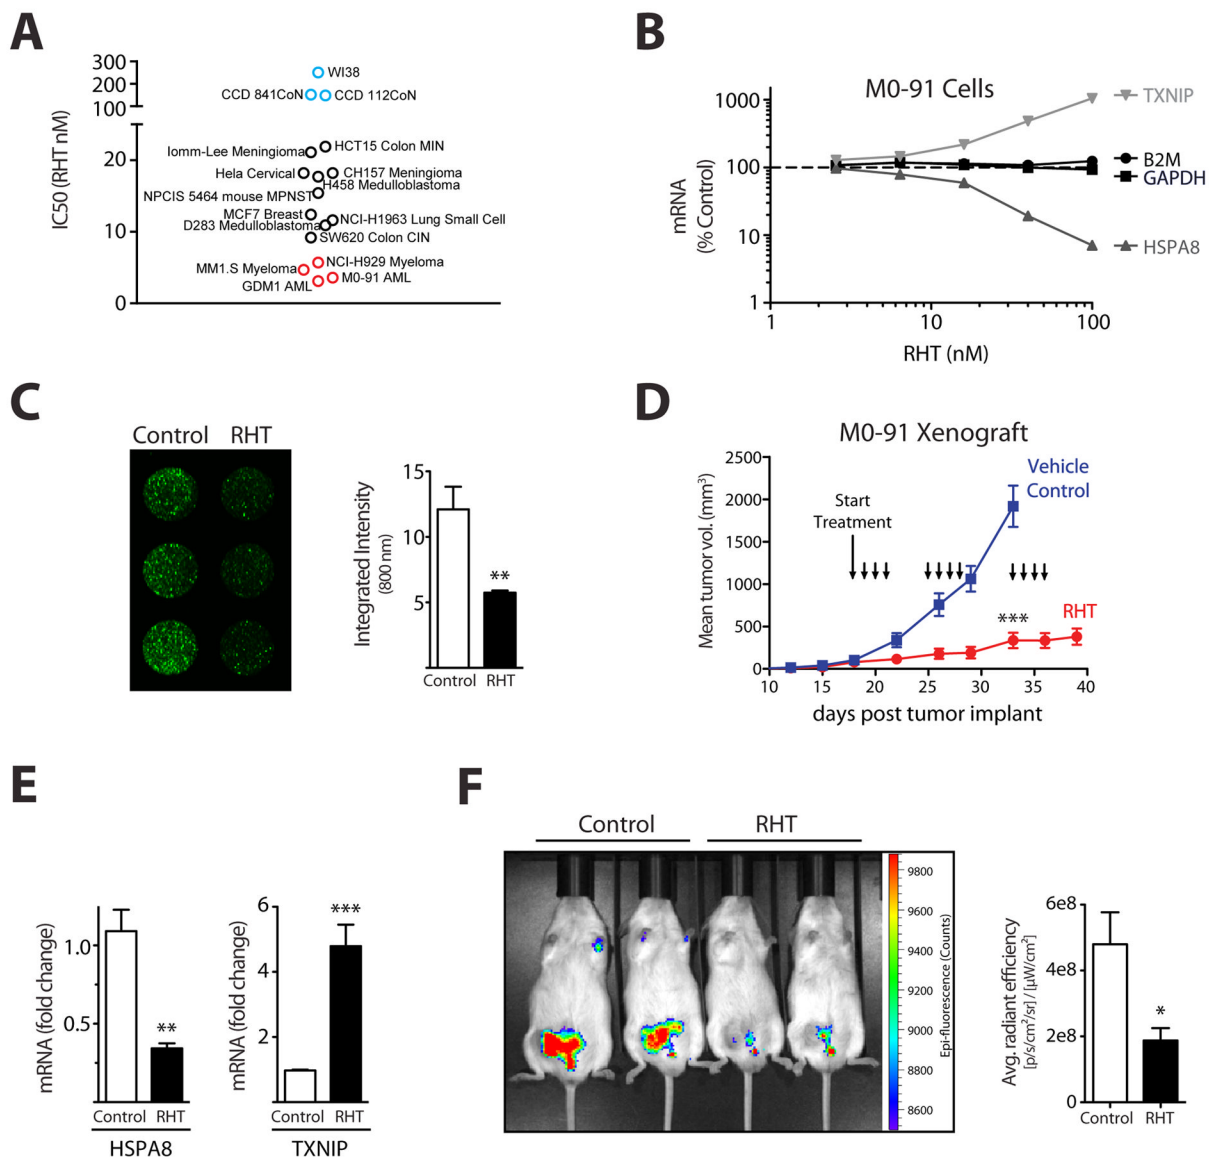 A
IC50 (RHT nM)
300
200
100
20
10
0
WI38
CCD 841CoN
CCD 112CoN
HCT15 Colon MIN
Iomm-Lee Meningioma
Hela Cervical
CH157 Meningioma
H458 Medulloblastoma
NPCIS 5464 mouse MPNST
MCF7 Breast
NCI-H1963 Lung Small Cell
D283 Medulloblastoma
SW620 Colon CIN
NCI-H929 Myeloma
MM1.S Myeloma
M0-91 AML
GDM1 AML
B
M0-91 Cells
mRNA
(% Control)
1000
100
10
1
1 10 100
RHT (nM)
TXNIP
B2M
GAPDH
HSPA8
C
Control RHT
Integrated Intensity
(800 nm)
15
10
5
**
Control RHT
D
M0-91 Xenograft
Mean tumor vol. (mm³)
2500
2000
1500
1000
500
0
Start
Treatment
Vehicle
Control
***
RHT
10 15 20 25 30 35 40
days post tumor implant
E
mRNA (fold change)
1.0
0.5
**
Control RHT
HSPA8
mRNA (fold change)
6
4
2
***
Control RHT
TXNIP
F
Control RHT
9800
9600
9400
9200
9000
8800
8600
Epi-fluorescence (Counts)
Avg. radiant efficiency
[p/s/cm²/sr] / [µW/cm²]
6e8
4e8
2e8
0
*
Control RHT